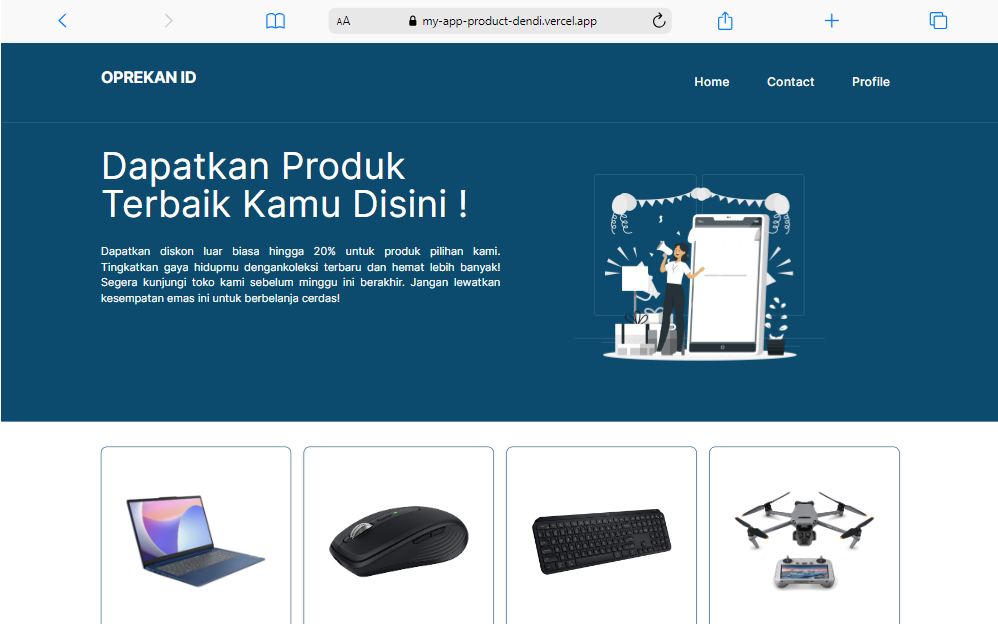 AA my-app-product-dendi.vercel.app
OPREKAN ID
Home Contact Profile
Dapatkan Produk
Terbaik Kamu Disini !
Dapatkan diskon luar biasa hingga 20% untuk produk pilihan kami.
Tingkatkan gaya hidupmu dengankoleksi terbaru dan hemat lebih banyak!
Segera kunjungi toko kami sebelum minggu ini berakhir. Jangan lewatkan
kesempatan emas ini untuk berbelanja cerdas!